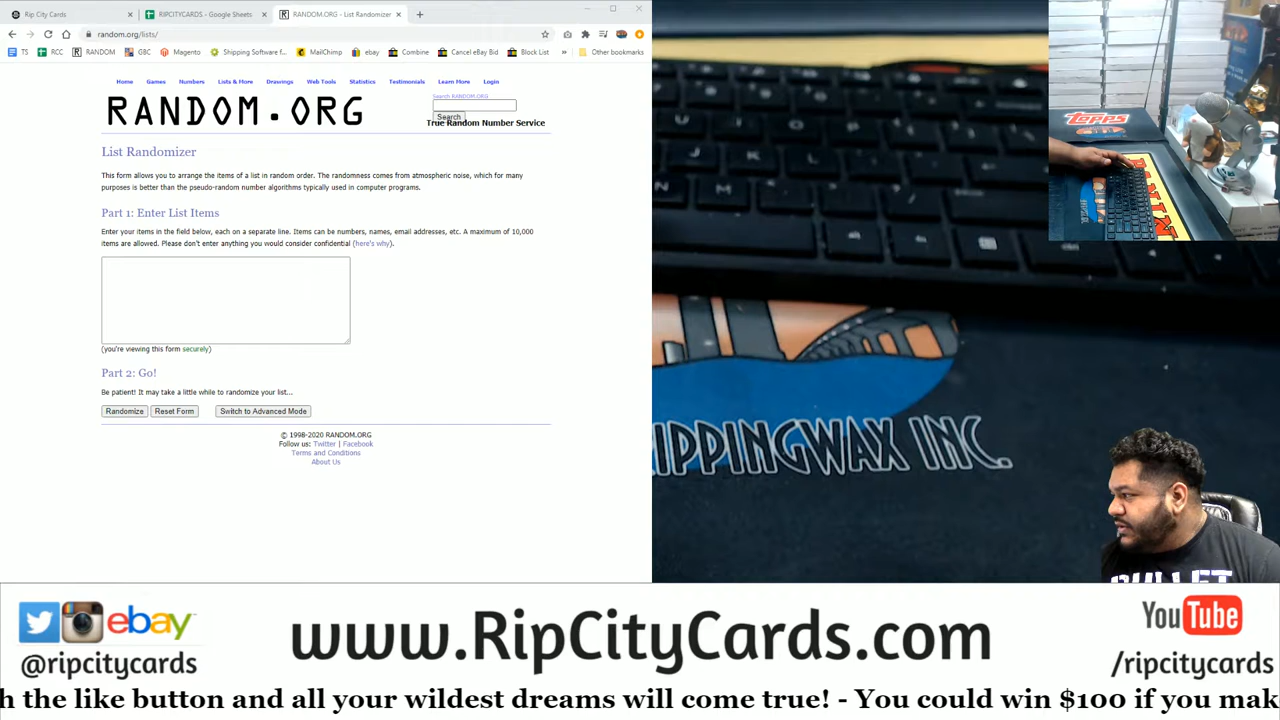 Rip City Cards
RIPCITYCARDS - Google Sheets
RANDOM.ORG - List Randomizer
random.org/lists/
TS RCC RANDOM GBC Magento Shipping Software f... MailChimp ebay Combine Cancel eBay Bid Block List » Other bookmarks
Home Games Numbers Lists & More Drawings Web Tools Statistics Testimonials Learn More Login
RANDOM.ORG
Search RANDOM.ORG
Search
True Random Number Service
List Randomizer
This form allows you to arrange the items of a list in random order. The randomness comes from atmospheric noise, which for many
purposes is better than the pseudo-random number algorithms typically used in computer programs.
Part 1: Enter List Items
Enter your items in the field below, each on a separate line. Items can be numbers, names, email addresses, etc. A maximum of 10,000
items are allowed. Please don't enter anything you would consider confidential (here's why).
(you're viewing this form securely)
Part 2: Go!
Be patient! It may take a little while to randomize your list...
Randomize Reset Form Switch to Advanced Mode
© 1998-2020 RANDOM.ORG
Follow us: Twitter | Facebook
Terms and Conditions
About Us
Topps
IPPINGWAX INC.
BULLET
ebay
@ripcitycards
www.RipCityCards.com
YouTube
/ripcitycards
h the like button and all your wildest dreams will come true! - You could win $100 if you mak